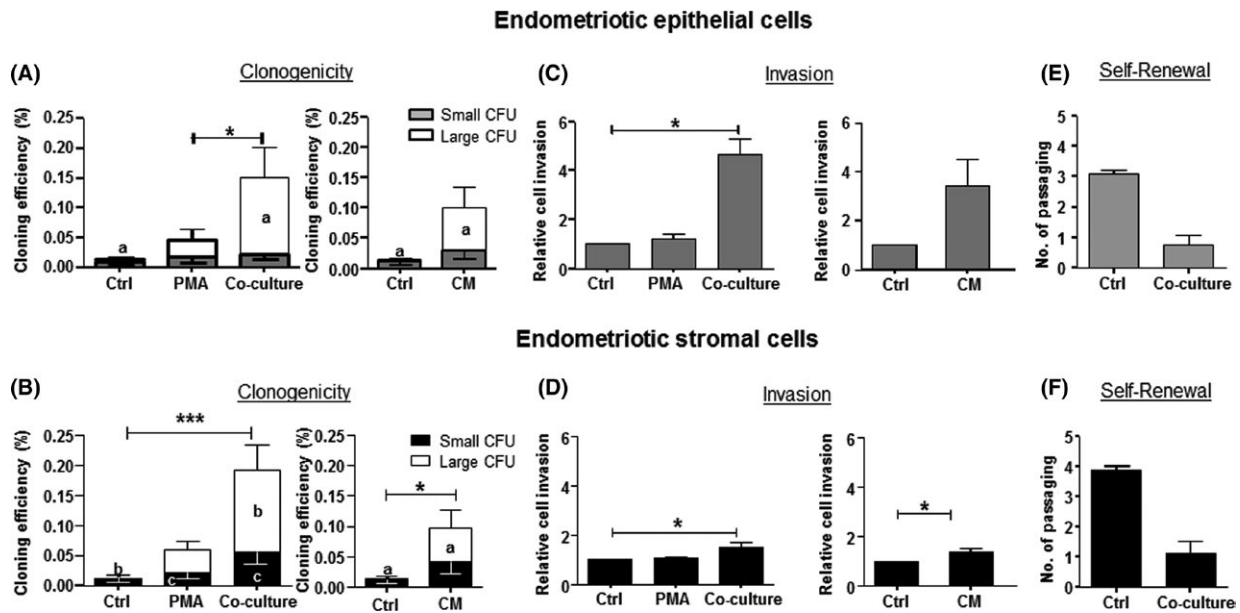 Endometriotic epithelial cells
(A)
Clonogenicity
Cloning efficiency (%)
0.25
0.20
0.15
0.10
0.05
0.00
*
a
a
Ctrl PMA Co-culture
Cloning efficiency (%)
0.25
0.20
0.15
0.10
0.05
0.00
Small CFU
Large CFU
a
a
Ctrl CM
(C)
Invasion
Relative cell invasion
6
4
2
0
*
Ctrl PMA Co-culture
Relative cell invasion
6
4
2
0
Ctrl CM
(E)
Self-Renewal
No. of passaging
5
4
3
2
1
0
Ctrl Co-culture
Endometriotic stromal cells
(B)
Clonogenicity
Cloning efficiency (%)
0.25
0.20
0.15
0.10
0.05
0.00
***
b
c
b
c
Ctrl PMA Co-culture
Cloning efficiency (%)
0.25
0.20
0.15
0.10
0.05
0.00
Small CFU
Large CFU
*
a
a
Ctrl CM
(D)
Invasion
Relative cell invasion
6
4
2
0
*
Ctrl PMA Co-culture
Relative cell invasion
6
4
2
0
*
Ctrl CM
(F)
Self-Renewal
No. of passaging
5
4
3
2
1
0
Ctrl Co-culture